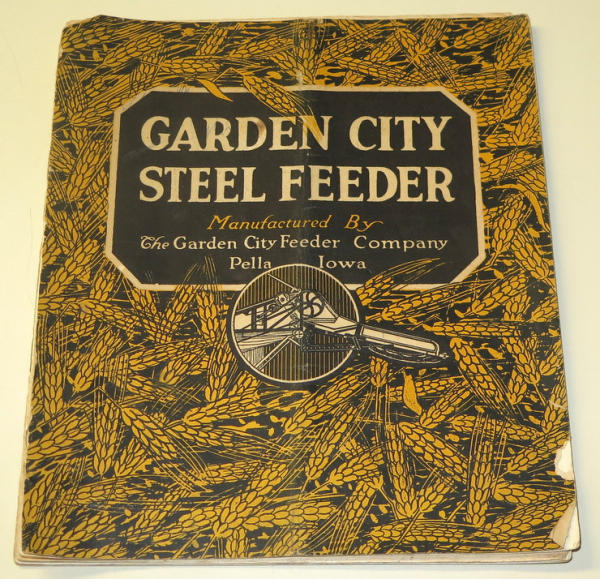 GARDEN CITY
STEEL FEEDER
Manufactured By
The Garden City Feeder Company
Pella Iowa